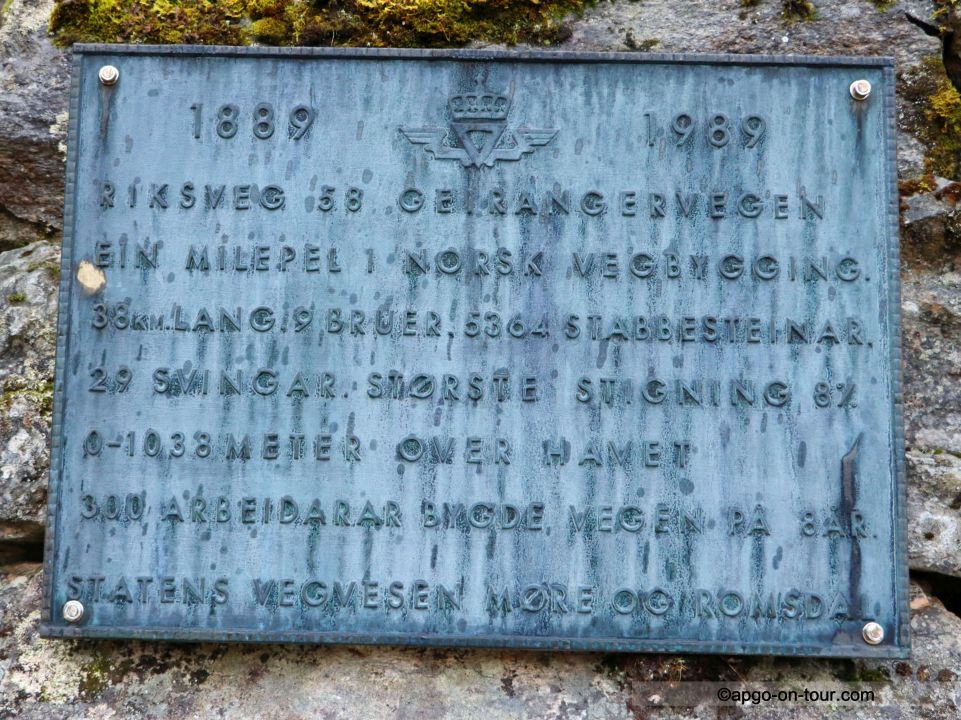 1889 1989
RIKSVEG 58 GEIRANGERVEGEN
EIN MILEPEL I NORSK VEGBYGGING.
38KM.LANG.9 BRUER.5364 STABBESTEINAR.
29 SVINGAR. STØRSTE STIGNING 8%
0-1038 METER OVER HAVET
300 ARBEIDARAR BYGDE VEGEN PÅ 8 ÅR.
STATENS VEGVESEN MØRE OG ROMSDAL
©apgo-on-tour.com